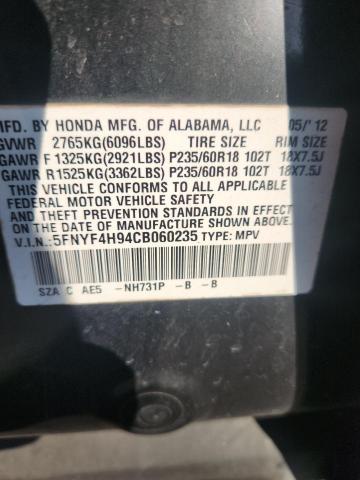 MFD. BY HONDA MFG. OF ALABAMA, LLC 05/'12
GVWR 2765KG(6096LBS) TIRE SIZE RIM SIZE
GAWR F 1325KG(2921LBS) P235/60R18 102T 18X7.5J
GAWR R1525KG(3362LBS) P235/60R18 102T 18X7.5J
THIS VEHICLE CONFORMS TO ALL APPLICABLE
FEDERAL MOTOR VEHICLE SAFETY AND
THEFT PREVENTION STANDARDS IN EFFECT ON
THE DATE OF MANUFACTURE SHOWN ABOVE.
V.I.N.:5FNYF4H94CB060235 TYPE: MPV
SZA C AE5 -NH731P -B -B